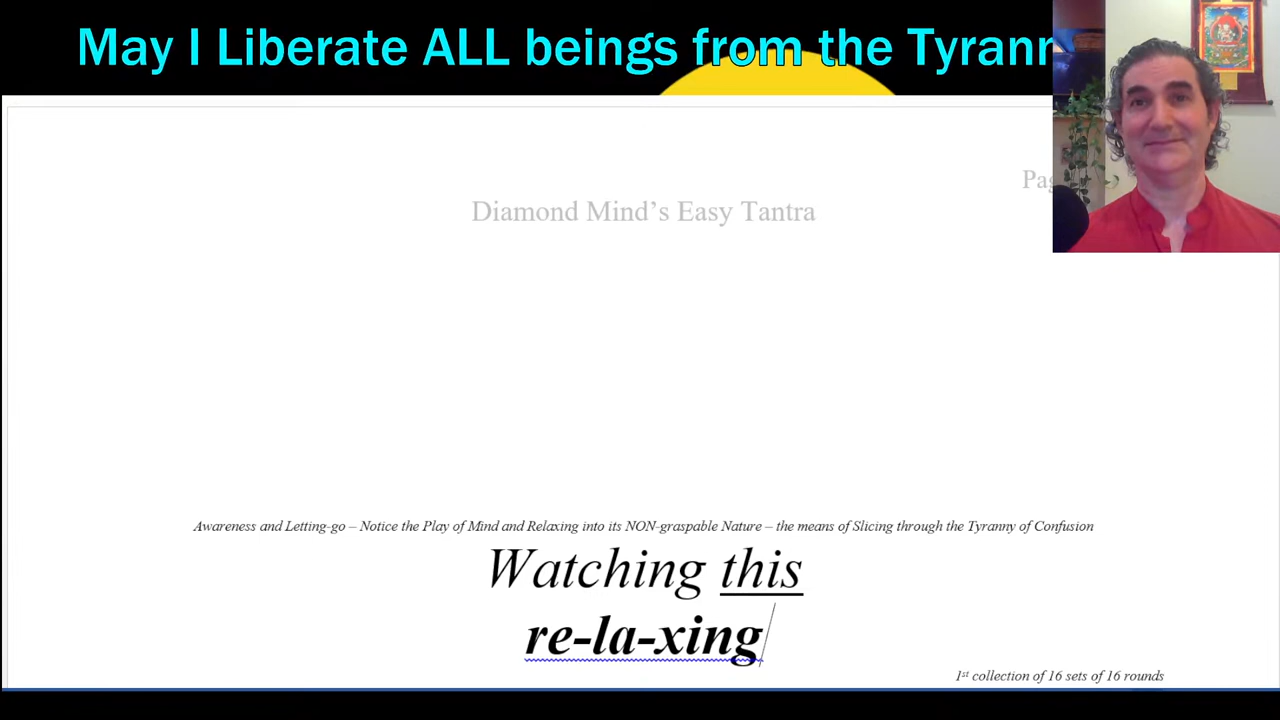 May I Liberate ALL beings from the
Diamond Mind’s Easy Tantra
Awareness and Letting-go – Notice the Play of Mind and Relaxing into its NON-graspable Nature – the means of Slicing through the Tyranny of Confusion
Watching this
re-la-xing
1st collection of 16 sets of 16 rounds